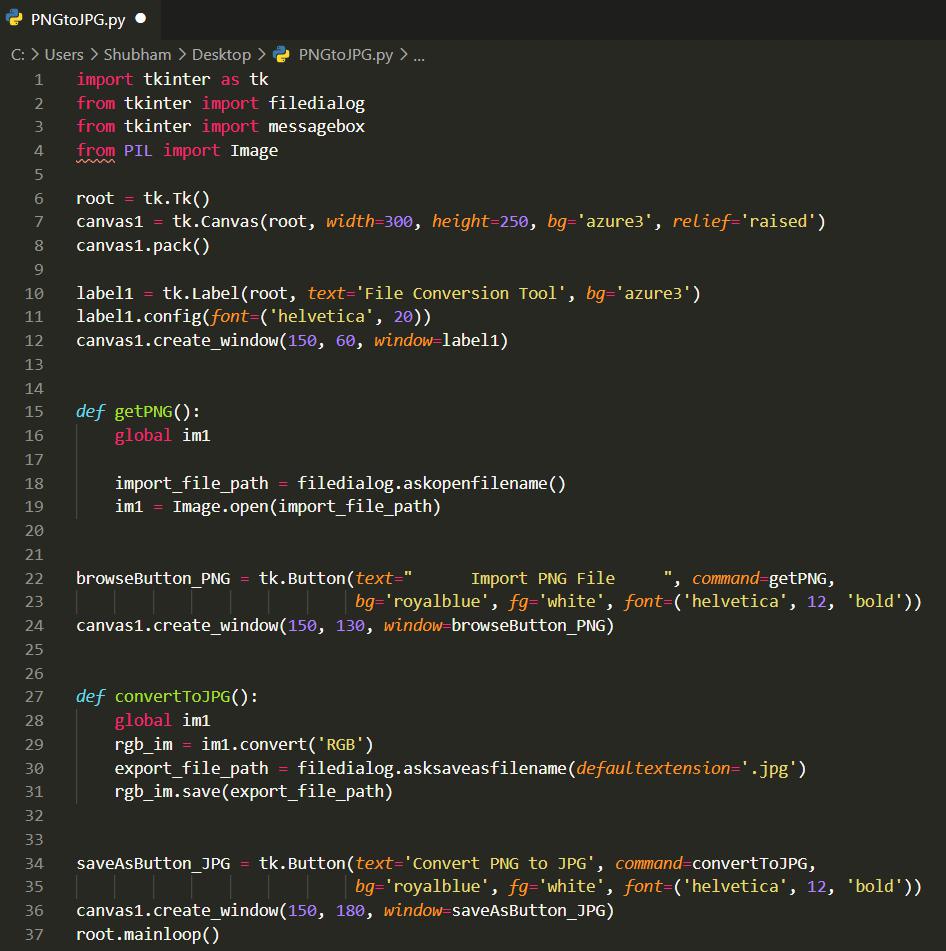 PNGtoJPG.py
C: > Users > Shubham > Desktop > PNGtoJPG.py > ...
1 import tkinter as tk
2 from tkinter import filedialog
3 from tkinter import messagebox
4 from PIL import Image
5
6 root = tk.Tk()
7 canvas1 = tk.Canvas(root, width=300, height=250, bg='azure3', relief='raised')
8 canvas1.pack()
9
10 label1 = tk.Label(root, text='File Conversion Tool', bg='azure3')
11 label1.config(font=('helvetica', 20))
12 canvas1.create_window(150, 60, window=label1)
13
14
15 def getPNG():
16     global im1
17
18     import_file_path = filedialog.askopenfilename()
19     im1 = Image.open(import_file_path)
20
21
22 browseButton_PNG = tk.Button(text="      Import PNG File     ", command=getPNG,
23                              bg='royalblue', fg='white', font=('helvetica', 12, 'bold'))
24 canvas1.create_window(150, 130, window=browseButton_PNG)
25
26
27 def convertToJPG():
28     global im1
29     rgb_im = im1.convert('RGB')
30     export_file_path = filedialog.asksaveasfilename(defaultextension='.jpg')
31     rgb_im.save(export_file_path)
32
33
34 saveAsButton_JPG = tk.Button(text='Convert PNG to JPG', command=convertToJPG,
35                              bg='royalblue', fg='white', font=('helvetica', 12, 'bold'))
36 canvas1.create_window(150, 180, window=saveAsButton_JPG)
37 root.mainloop()